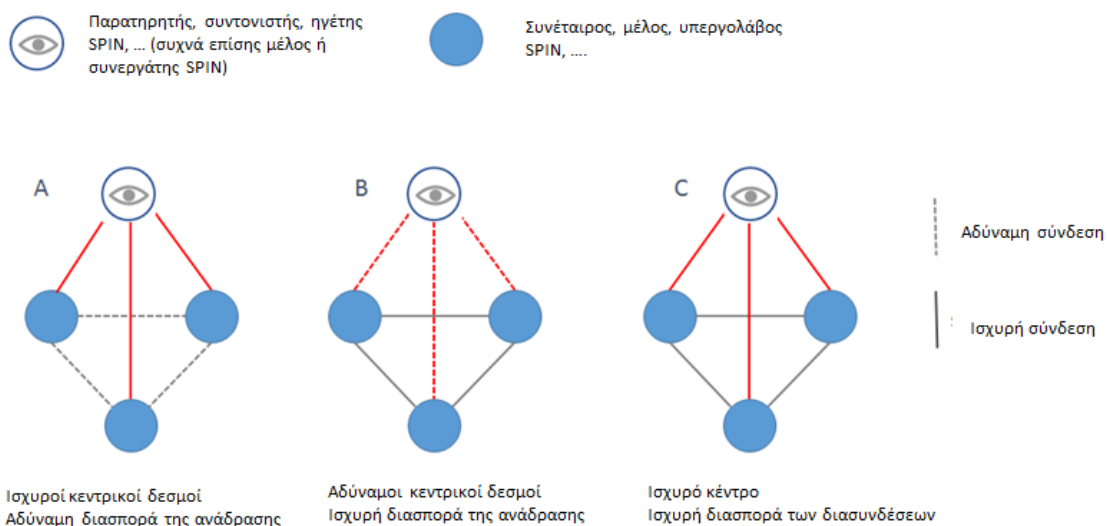 Παρατηρητής, συντονιστής, ηγέτης
SPIN, ... (συχνά επίσης μέλος ή
συνεργάτης SPIN)
Συνέταιρος, μέλος, υπεργολάβος
SPIN, ....
A
B
C
Αδύναμη σύνδεση
Ισχυρή σύνδεση
Ισχυροί κεντρικοί δεσμοί
Αδύναμη διασπορά της ανάδρασης
Αδύναμοι κεντρικοί δεσμοί
Ισχυρή διασπορά της ανάδρασης
Ισχυρό κέντρο
Ισχυρή διασπορά των διασυνδέσεων